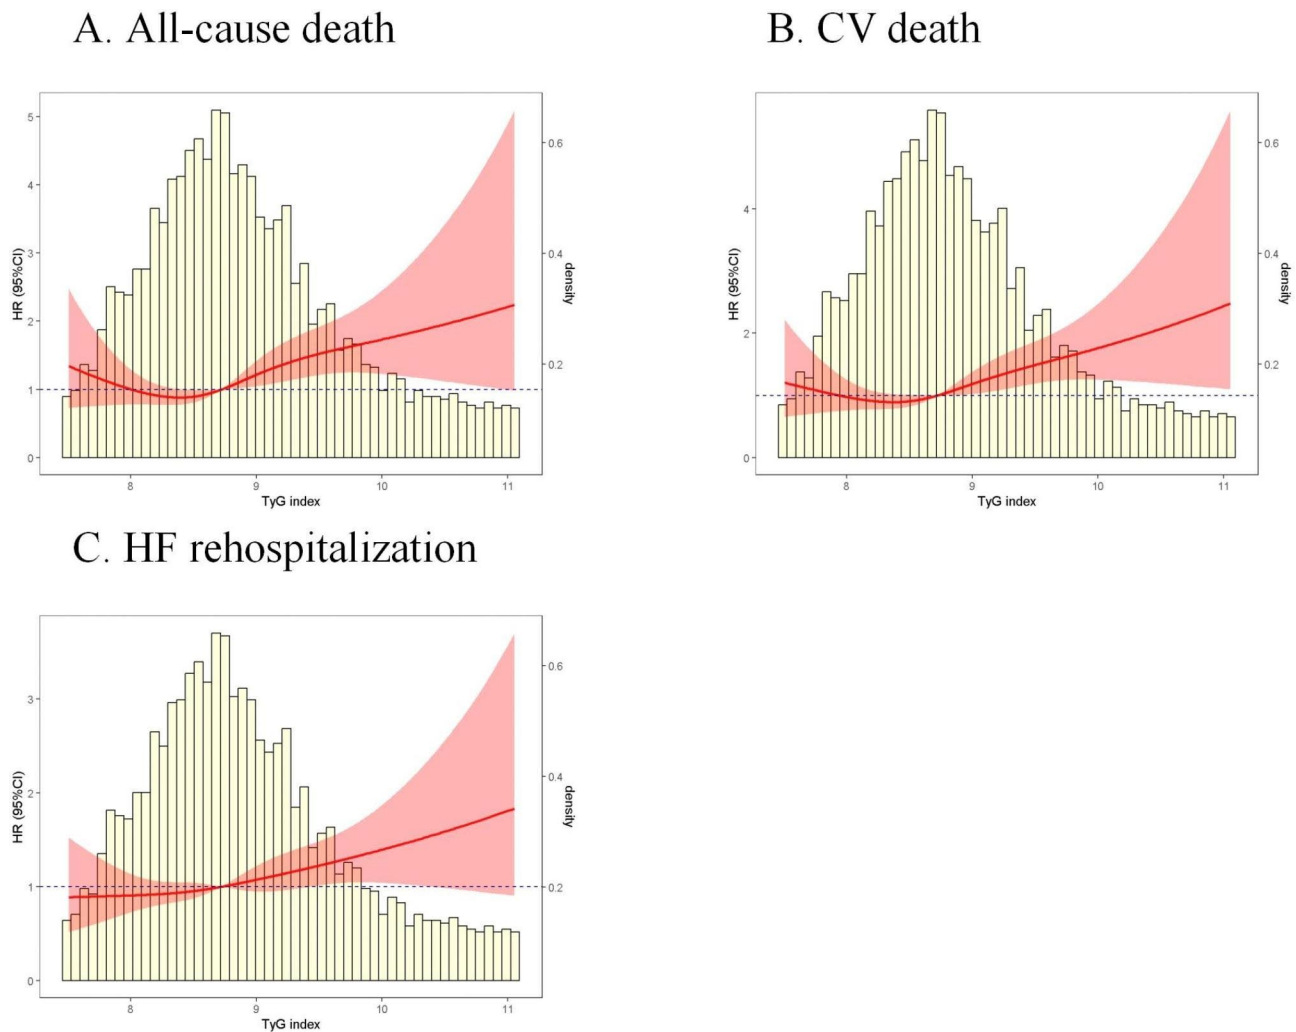 A. All-cause death
5
4
3
2
1
0
HR (95%CI)
0.6
0.4
0.2
density
8
9
10
11
TyG index
B. CV death
4
2
0
HR (95%CI)
0.6
0.4
0.2
density
8
9
10
11
TyG index
C. HF rehospitalization
3
2
1
0
HR (95%CI)
0.6
0.4
0.2
density
8
9
10
11
TyG index